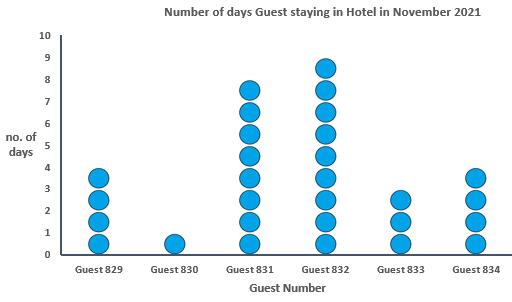 Number of days Guest staying in Hotel in November 2021
10
9
8
7
6
5
4
3
2
1
0
no. of
days
Guest 829 Guest 830 Guest 831 Guest 832 Guest 833 Guest 834
Guest Number